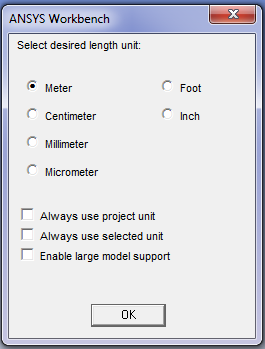 ANSYS Workbench
Select desired length unit:
Meter Foot
Centimeter Inch
Millimeter
Micrometer
Always use project unit
Always use selected unit
Enable large model support
OK